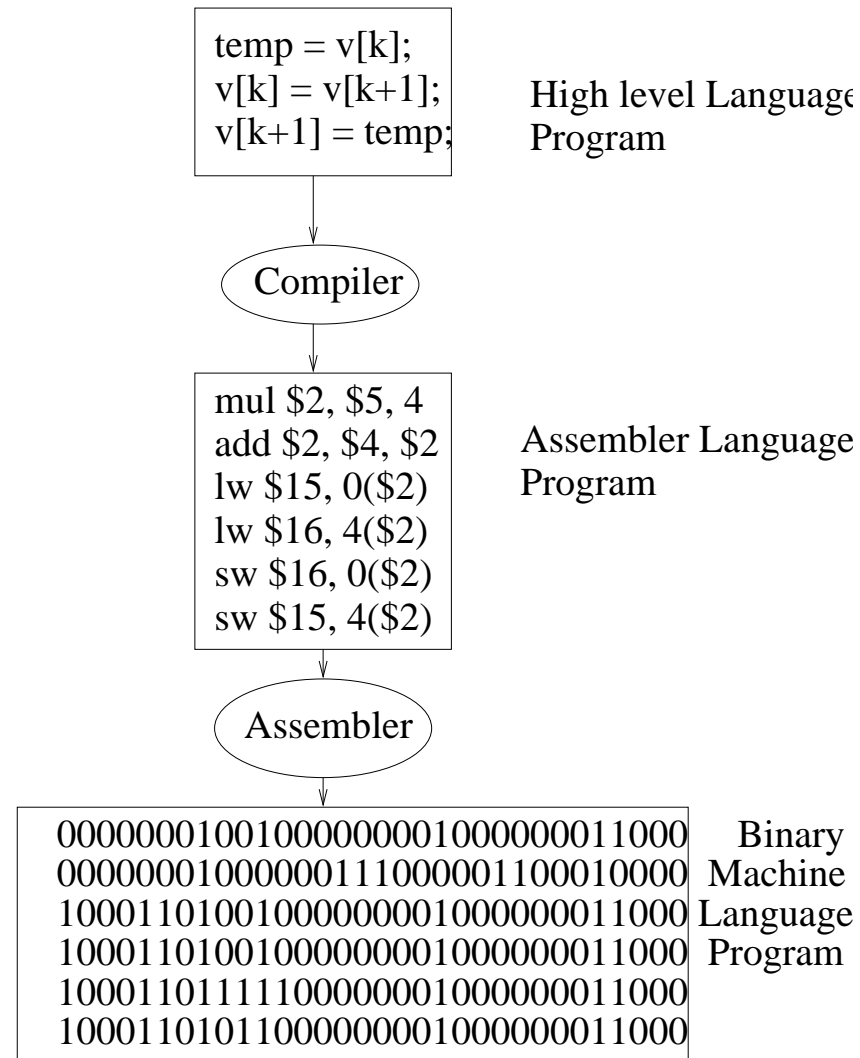 temp = v[k];
v[k] = v[k+1];
v[k+1] = temp;
High level Language
Program
Compiler
mul $2, $5, 4
add $2, $4, $2
lw $15, 0($2)
lw $16, 4($2)
sw $16, 0($2)
sw $15, 4($2)
Assembler Language
Program
Assembler
00000001001000000001000000011000
00000001000000111000001100010000
10001101001000000001000000011000
10001101001000000001000000011000
10001101111100000001000000011000
10001101011000000001000000011000
Binary
Machine
Language
Program